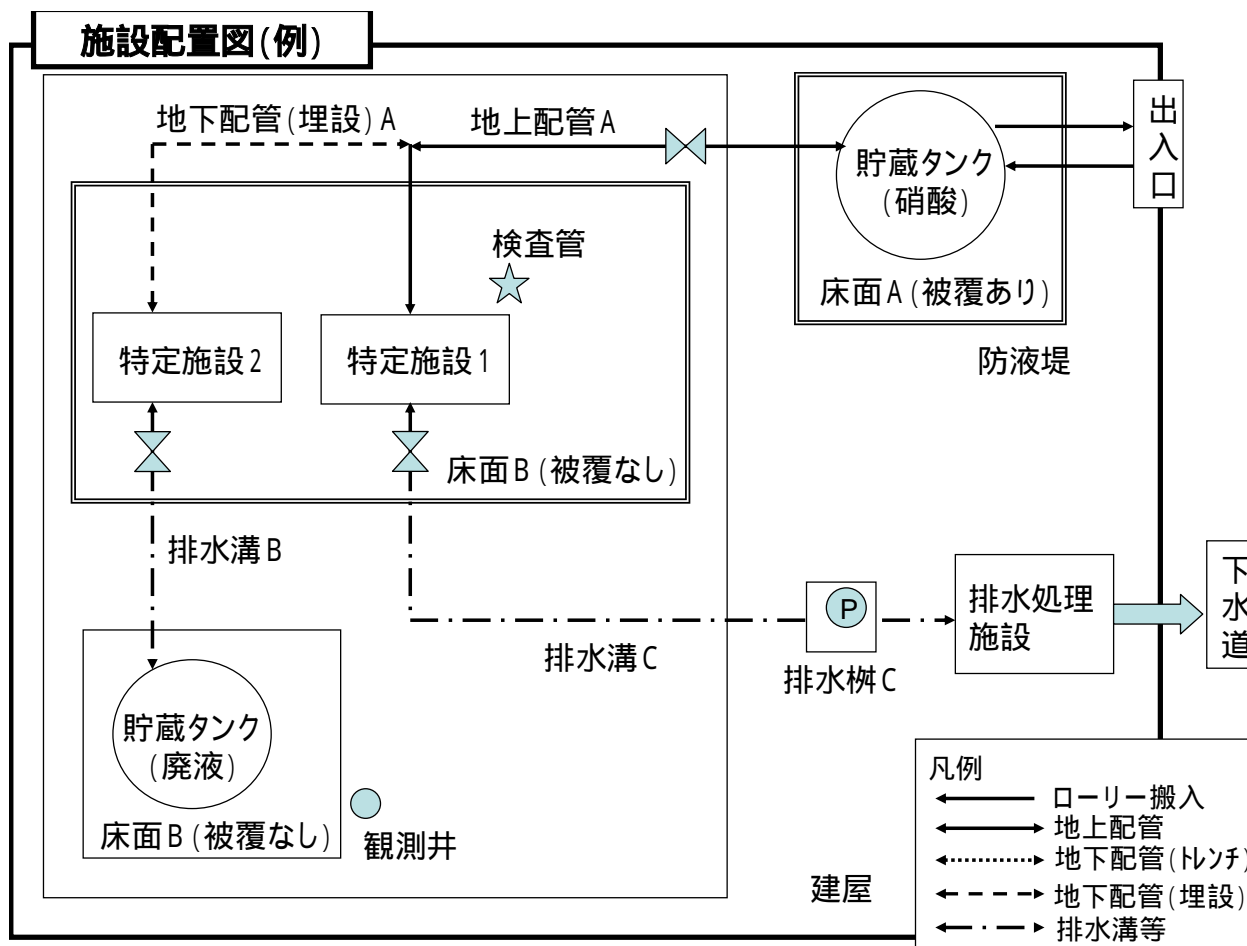 施設配置図(例)
地下配管(埋設)A
地上配管A
出入口
貯蔵タンク
(硝酸)
検査管
床面A(被覆あり)
特定施設2
特定施設1
防液堤
床面B(被覆なし)
排水溝B
下水道
排水処理
施設
P
排水溝C
排水桝C
貯蔵タンク
(廃液)
床面B(被覆なし)
観測井
建屋
凡例
ローリー搬入
地上配管
地下配管(トレンチ)
地下配管(埋設)
排水溝等